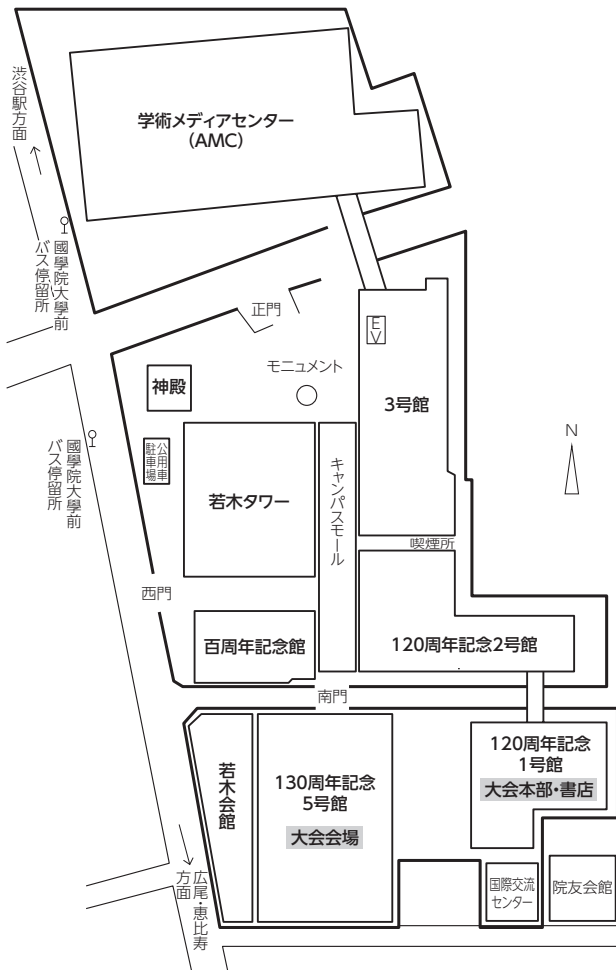 学術メディアセンター
(AMC)
渋谷駅方面
國學院大學前
バス停留所
正門
EV
神殿
モニュメント
3号館
N
國學院大學前
バス停留所
公用車
駐車場
若木タワー
キャンパスモール
喫煙所
西門
百周年記念館
120周年記念2号館
南門
若木会館
130周年記念
5号館
大会会場
120周年記念
1号館
大会本部・書店
国際交流
センター
院友会館
広尾・恵比寿
方面